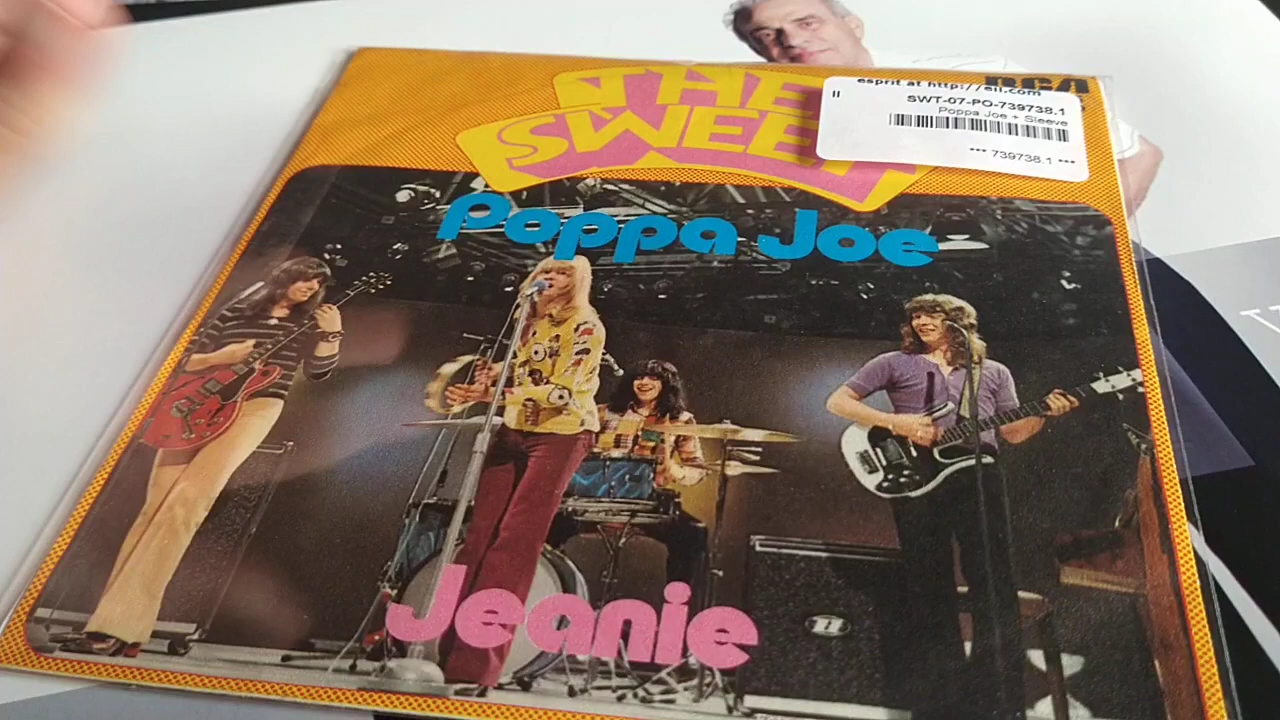 THE
SWEET
RCA
esprit at http://eil.com
II
SWT-07-PO-739738.1
Poppa Joe + Sleeve
*** 739738.1 ***
Poppa Joe
Jeanie